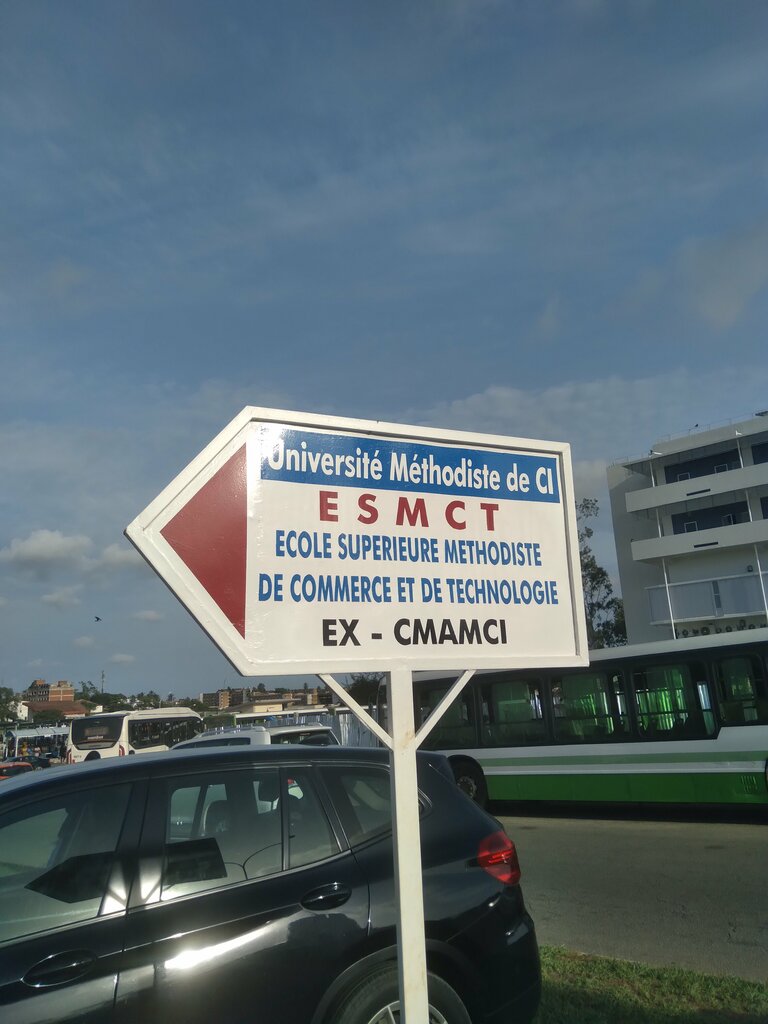 Université Méthodiste de CI
ESMCT
ECOLE SUPERIEURE METHODISTE
DE COMMERCE ET DE TECHNOLOGIE
EX - CMAMCI